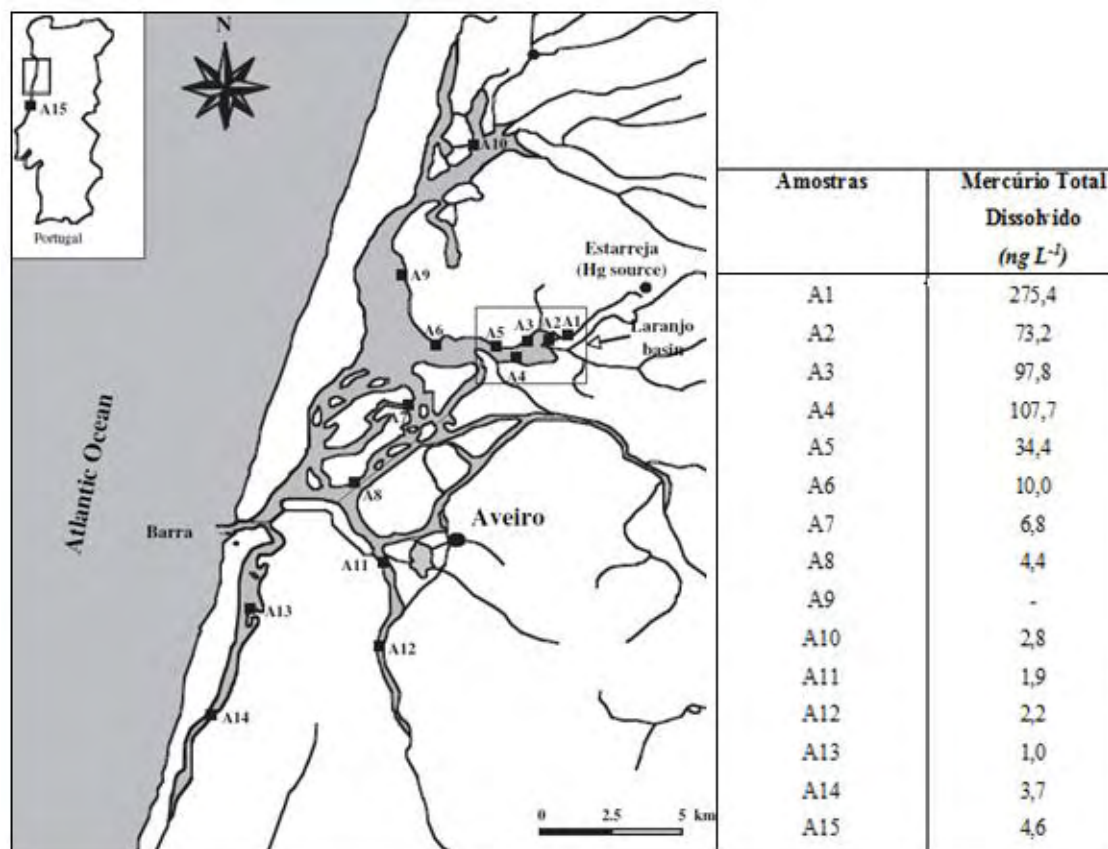 N
A15
Portugal
A10
A9
Estarreja
(Hg source)
A6
A5
A3
A2
A1
Laranjo
basin
A4
A7
A8
Atlantic Ocean
Barra
Aveiro
A11
A13
A12
A14
0 2.5 5 km
Amostras Mercúrio Total
Dissolvido
(ng L⁻¹)
A1 275,4
A2 73,2
A3 97,8
A4 107,7
A5 34,4
A6 10,0
A7 6,8
A8 4,4
A9 -
A10 2,8
A11 1,9
A12 2,2
A13 1,0
A14 3,7
A15 4,6